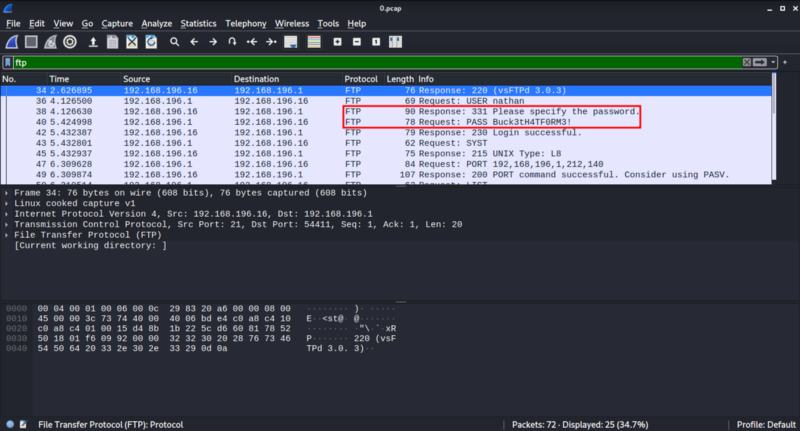 0.pcap
File Edit View Go Capture Analyze Statistics Telephony Wireless Tools Help
ftp
No. Time Source Destination Protocol Length Info
34 2.626895 192.168.196.16 192.168.196.1 FTP 76 Response: 220 (vsFTPd 3.0.3)
36 4.126500 192.168.196.1 192.168.196.16 FTP 69 Request: USER nathan
38 4.126630 192.168.196.16 192.168.196.1 FTP 90 Response: 331 Please specify the password.
40 5.424998 192.168.196.1 192.168.196.16 FTP 78 Request: PASS Buck3tH4TF0RM3!
42 5.432387 192.168.196.16 192.168.196.1 FTP 79 Response: 230 Login successful.
43 5.432801 192.168.196.1 192.168.196.16 FTP 62 Request: SYST
45 5.432937 192.168.196.16 192.168.196.1 FTP 75 Response: 215 UNIX Type: L8
47 6.309628 192.168.196.1 192.168.196.16 FTP 84 Request: PORT 192,168,196,1,212,140
49 6.309874 192.168.196.16 192.168.196.1 FTP 107 Response: 200 PORT command successful. Consider using PASV.
Frame 34: 76 bytes on wire (608 bits), 76 bytes captured (608 bits)
Linux cooked capture v1
Internet Protocol Version 4, Src: 192.168.196.16, Dst: 192.168.196.1
Transmission Control Protocol, Src Port: 21, Dst Port: 54411, Seq: 1, Ack: 1, Len: 20
File Transfer Protocol (FTP)
[Current working directory: ]
0000 00 04 00 01 00 06 00 0c 29 83 20 a6 00 00 08 00 ········ )· ·····
0010 45 00 00 3c 73 74 40 00 40 06 bd e4 c0 a8 c4 10 E··<st@· @·······
0020 c0 a8 c4 01 00 15 d4 8b 1b 22 5c d6 60 81 78 52 ········ ·"\·`·xR
0030 50 18 01 f6 09 92 00 00 32 32 30 20 28 76 73 46 P······· 220 (vsF
0040 54 50 64 20 33 2e 30 2e 33 29 0d 0a TPd 3.0. 3)··
File Transfer Protocol (FTP): Protocol
Packets: 72 · Displayed: 25 (34.7%)
Profile: Default